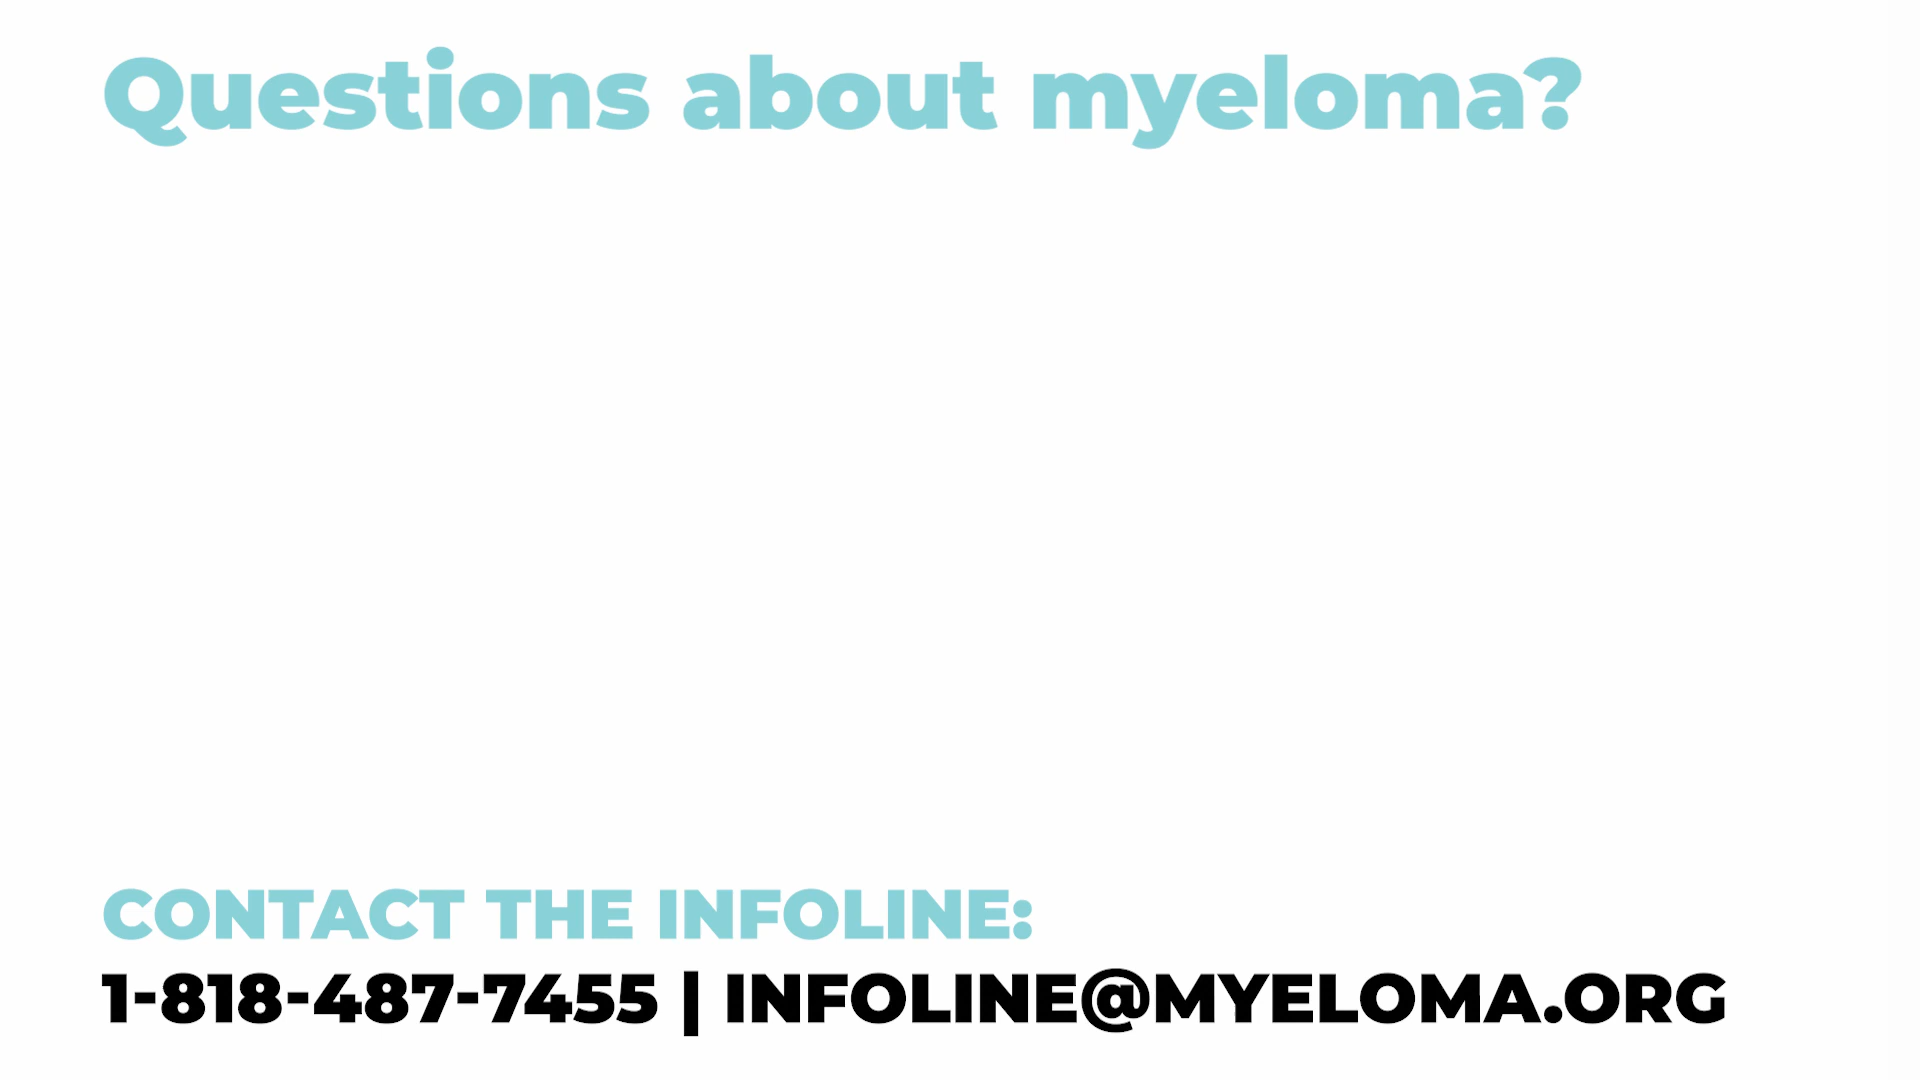 Questions about myeloma?
CONTACT THE INFOLINE:
1-818-487-7455 | INFOLINE@MYELOMA.ORG